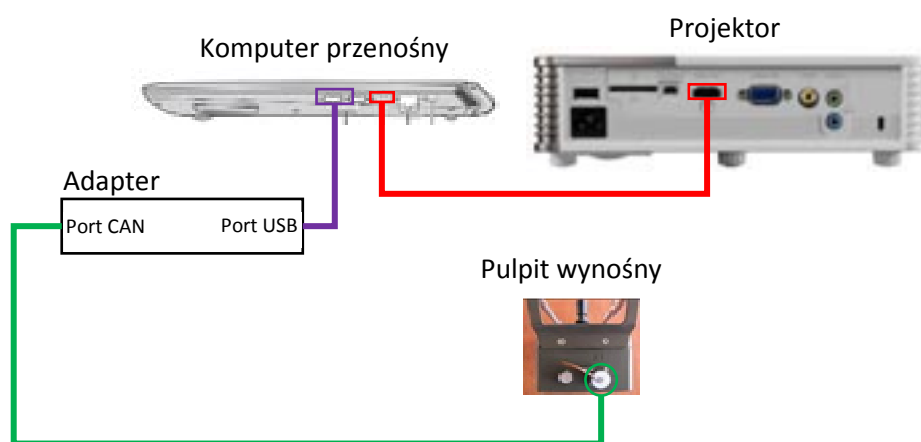 Projektor
Komputer przenośny
Adapter
Port CAN Port USB
Pulpit wynośny